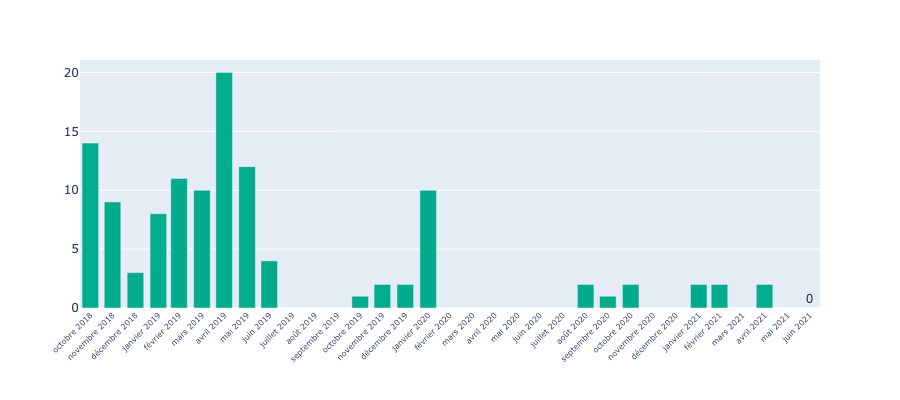 20
15
10
5
0
0
octobre 2018
novembre 2018
décembre 2018
janvier 2019
février 2019
mars 2019
avril 2019
mai 2019
juin 2019
juillet 2019
août 2019
septembre 2019
octobre 2019
novembre 2019
décembre 2019
janvier 2020
février 2020
mars 2020
avril 2020
mai 2020
juin 2020
juillet 2020
août 2020
septembre 2020
octobre 2020
novembre 2020
décembre 2020
janvier 2021
février 2021
mars 2021
avril 2021
mai 2021
juin 2021